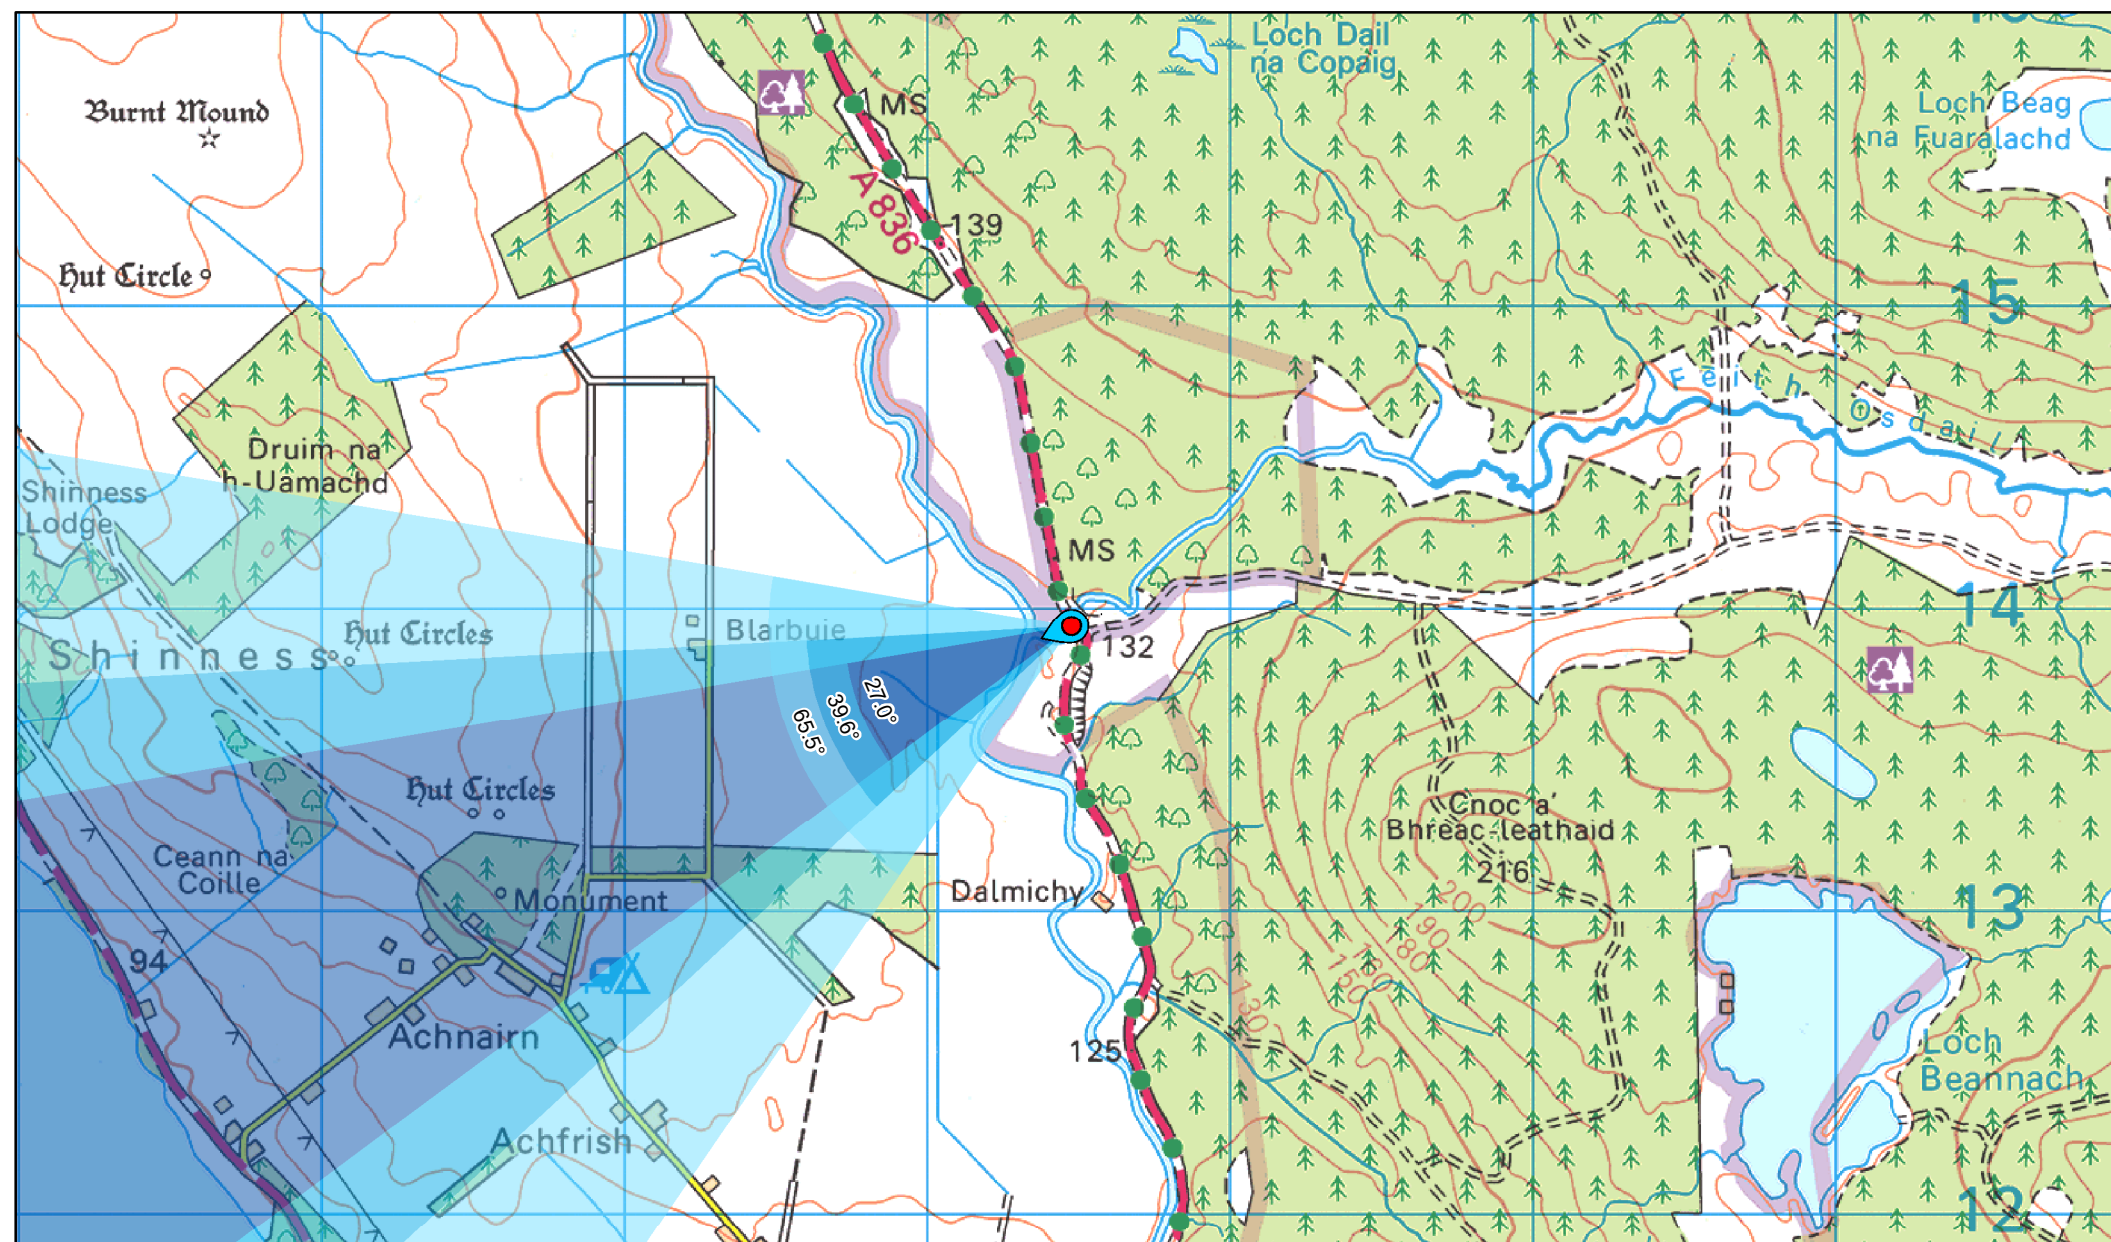 Loch Dail
na Copaig
Burnt Mound
MS
Loch Beag
na Fuaralachd
A 836
139
Hut Circle
15
Feith Osdail
Druim na
h-Uamachd
Shinness
Lodge
MS
14
Hut Circles
Blarbuie
132
Shinness
27.0°
39.6°
65.5°
Hut Circles
Cnoc a'
Bhreac-leathaid
216
Ceann na
Coille
Monument
Dalmichy
200
190
180
160
150
130
13
94
Achnairn
125
Loch
Beannach
Achfrish
12